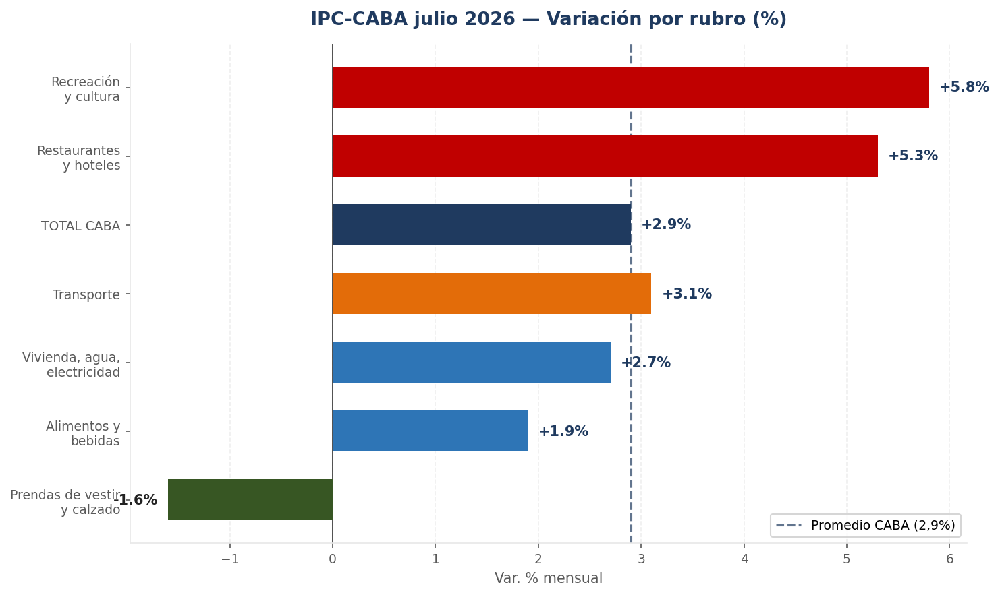 IPC-CABA julio 2026 — Variación por rubro (%)
Recreación
y cultura
+5.8%
Restaurantes
y hoteles
+5.3%
TOTAL CABA
+2.9%
Transporte
+3.1%
Vivienda, agua,
electricidad
+2.7%
Alimentos y
bebidas
+1.9%
Prendas de vestir
y calzado
-1.6%
Promedio CABA (2,9%)
−1 0 1 2 3 4 5 6
Var. % mensual